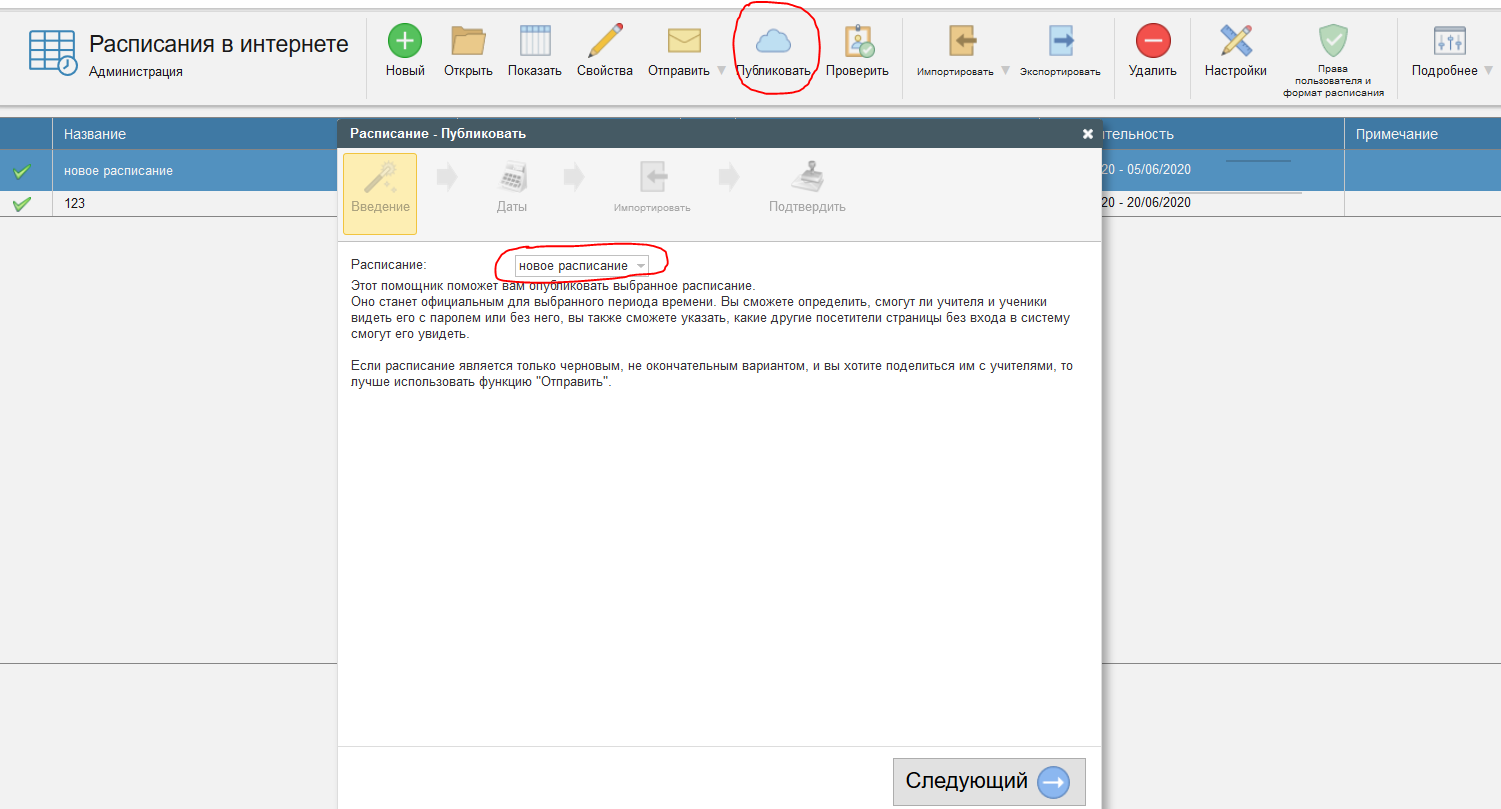 Расписания в интернете
Администрация
Новый
Открыть
Показать
Свойства
Отправить
Публиковать
Проверить
Импортировать
Экспортировать
Удалить
Настройки
Права
пользователя и
формат расписания
Подробнее
Название
тельность
Примечание
новое расписание
20 - 05/06/2020
123
20 - 20/06/2020
Расписание - Публиковать
Введение
Даты
Импортировать
Подтвердить
Расписание:
новое расписание
Этот помощник поможет вам опубликовать выбранное расписание.
Оно станет официальным для выбранного периода времени. Вы сможете определить, смогут ли учителя и ученики
видеть его с паролем или без него, вы также сможете указать, какие другие посетители страницы без входа в систему
смогут его увидеть.
Если расписание является только черновым, не окончательным вариантом, и вы хотите поделиться им с учителями, то
лучше использовать функцию "Отправить".
Следующий